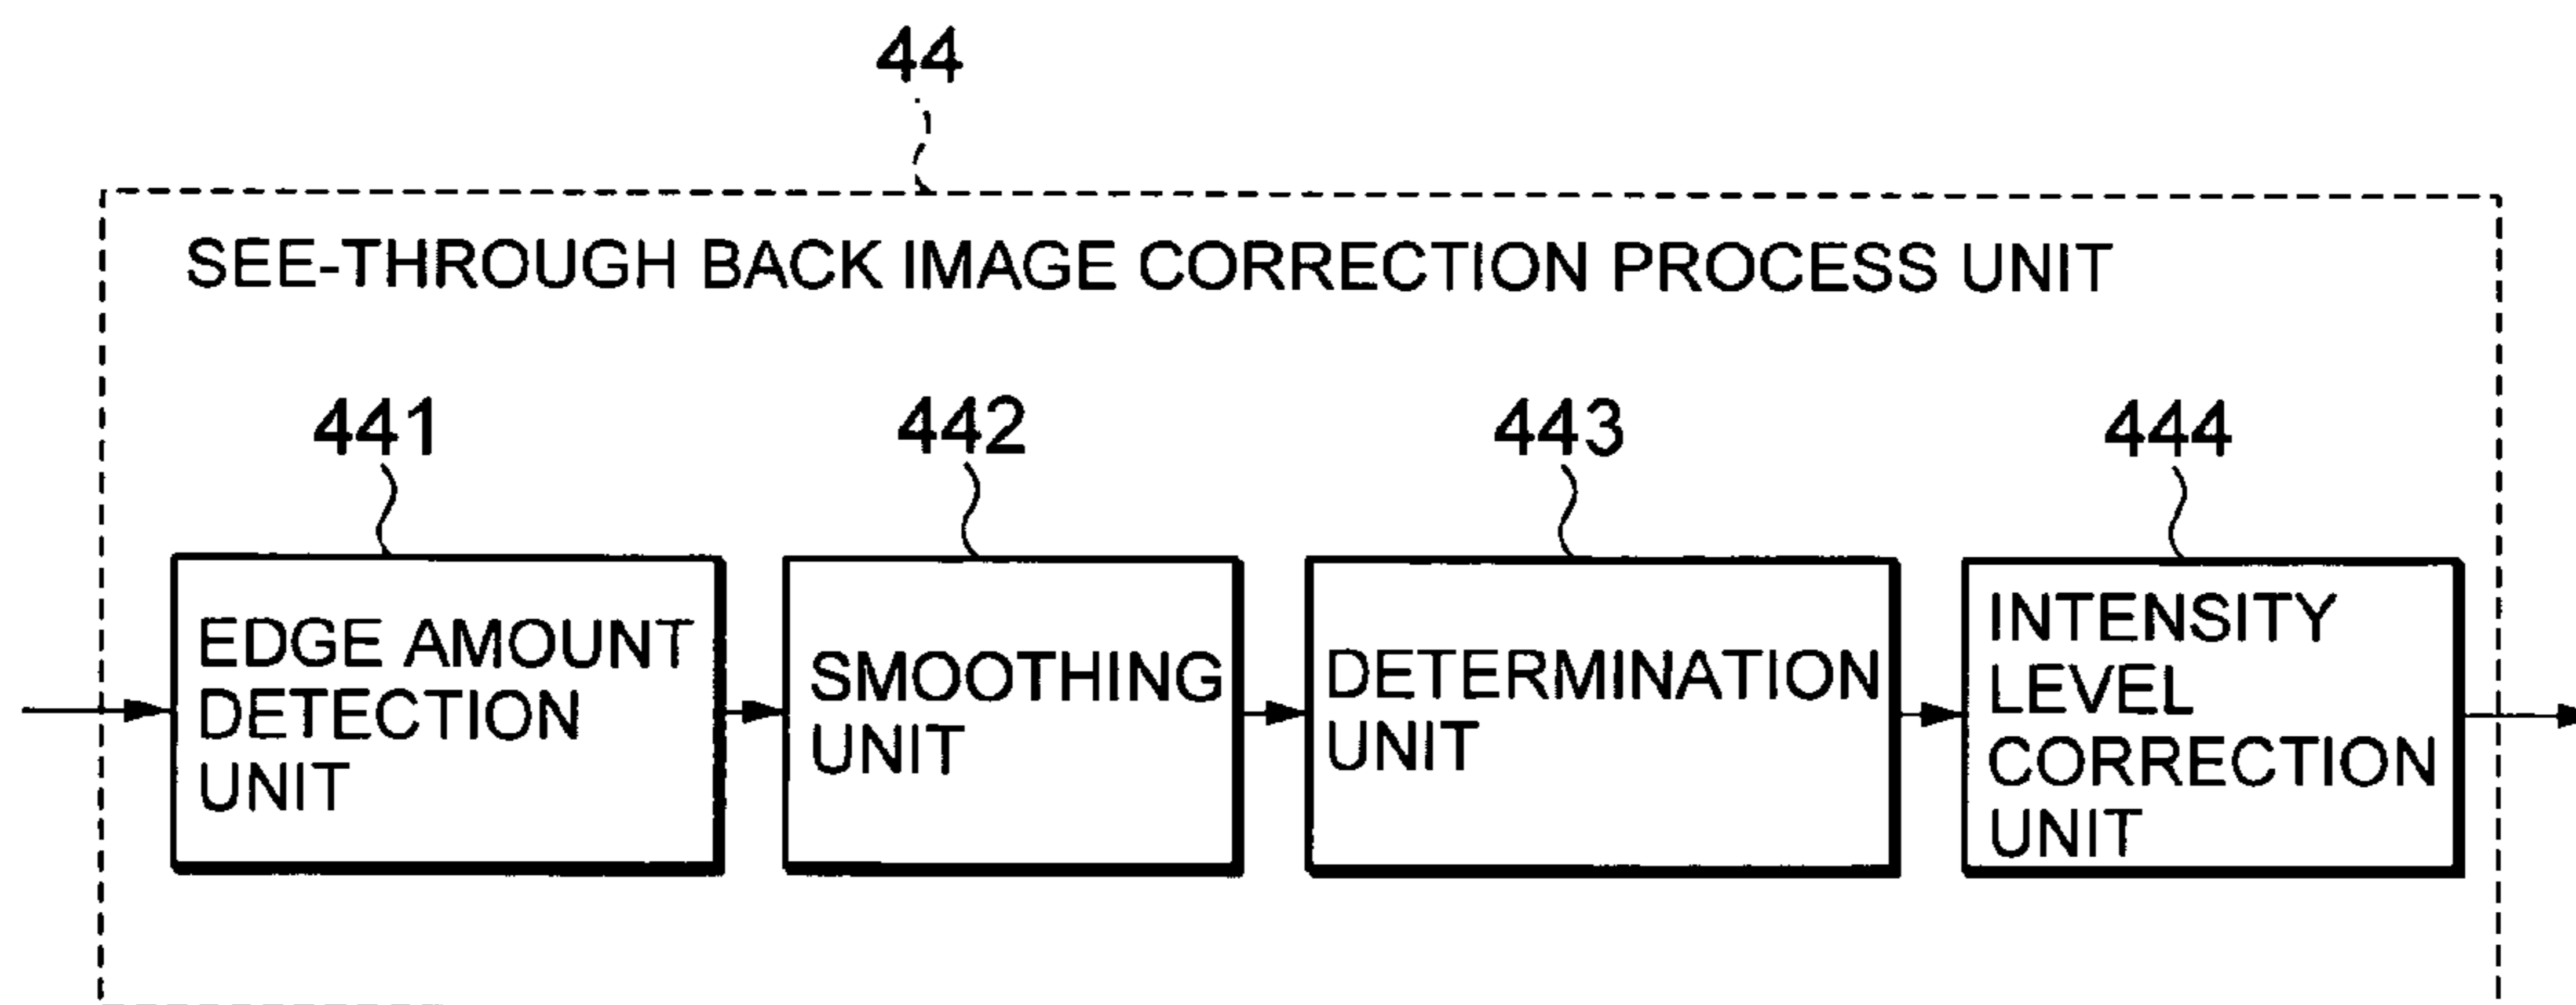 44
SEE-THROUGH BACK IMAGE CORRECTION PROCESS UNIT
441
442
443
444
EDGE AMOUNT
DETECTION
UNIT
SMOOTHING
UNIT
DETERMINATION
UNIT
INTENSITY
LEVEL
CORRECTION
UNIT